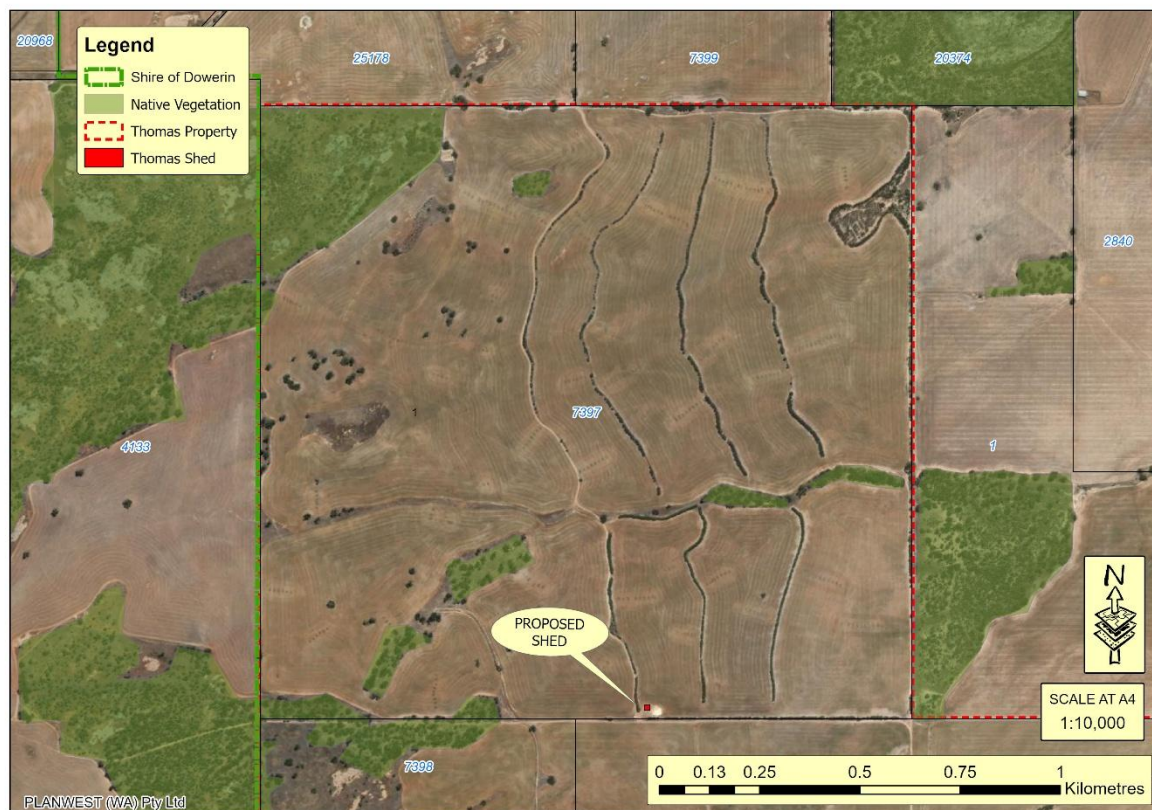 20968
25178
7399
20374
Legend
Shire of Dowerin
Native Vegetation
Thomas Property
Thomas Shed
2840
1
7397
4133
1
PROPOSED
SHED
N
SCALE AT A4
1:10,000
7398
0 0.13 0.25 0.5 0.75 1
Kilometres
PLANWEST (WA) Pty Ltd